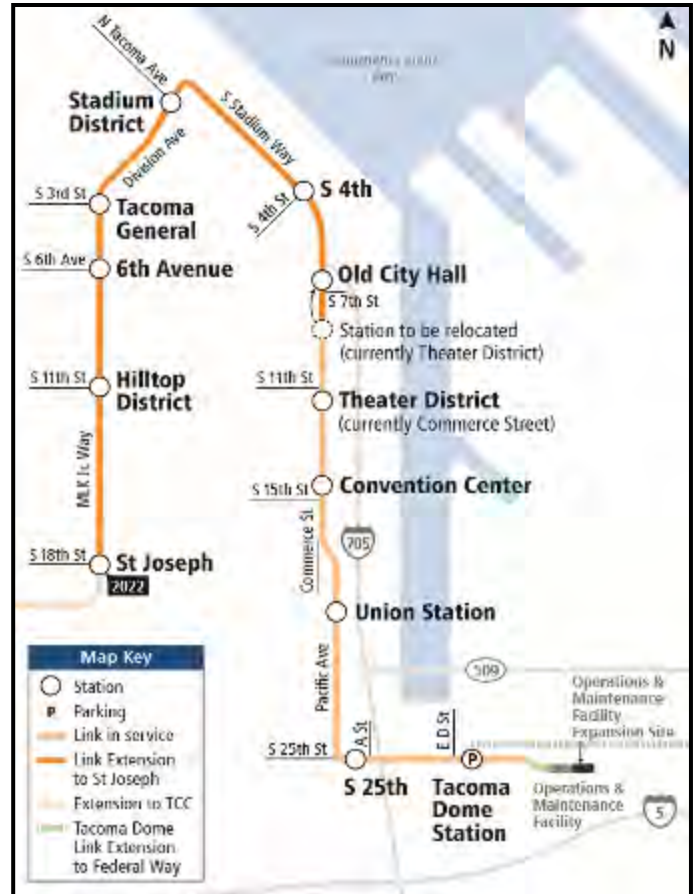 N
N Tacoma Ave
Stadium
District
S Stadium Way
Division Ave
S 3rd St
Tacoma
General
S 4th
S 4th St
S 6th Ave
6th Avenue
Old City Hall
S 7th St
Station to be relocated
(currently Theater District)
S 11th St
Hilltop
District
S 11th St
Theater District
(currently Commerce Street)
MLK Jr. Way
S 15th St
Convention Center
Commerce St.
705
S 18th St
St Joseph
2022
Union Station
Pacific Ave
509
Operations &
Maintenance
Facility
Expansion Site
S 25th St
A St
E D St
P
S 25th
Tacoma
Dome
Station
Operations &
Maintenance
Facility
5
Map Key
Station
P Parking
Link in service
Link Extension
to St Joseph
Extension to TCC
Tacoma Dome
Link Extension
to Federal Way